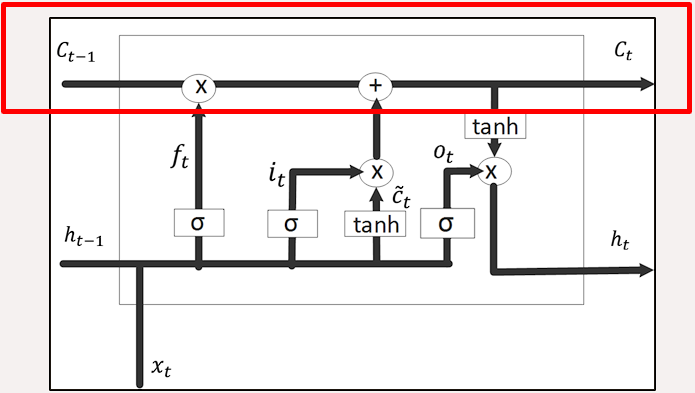 C_{t-1}
C_t
x
+
tanh
f_t
i_t
x
o_t
x
c̃_t
σ
σ
tanh
σ
h_{t-1}
h_t
x_t